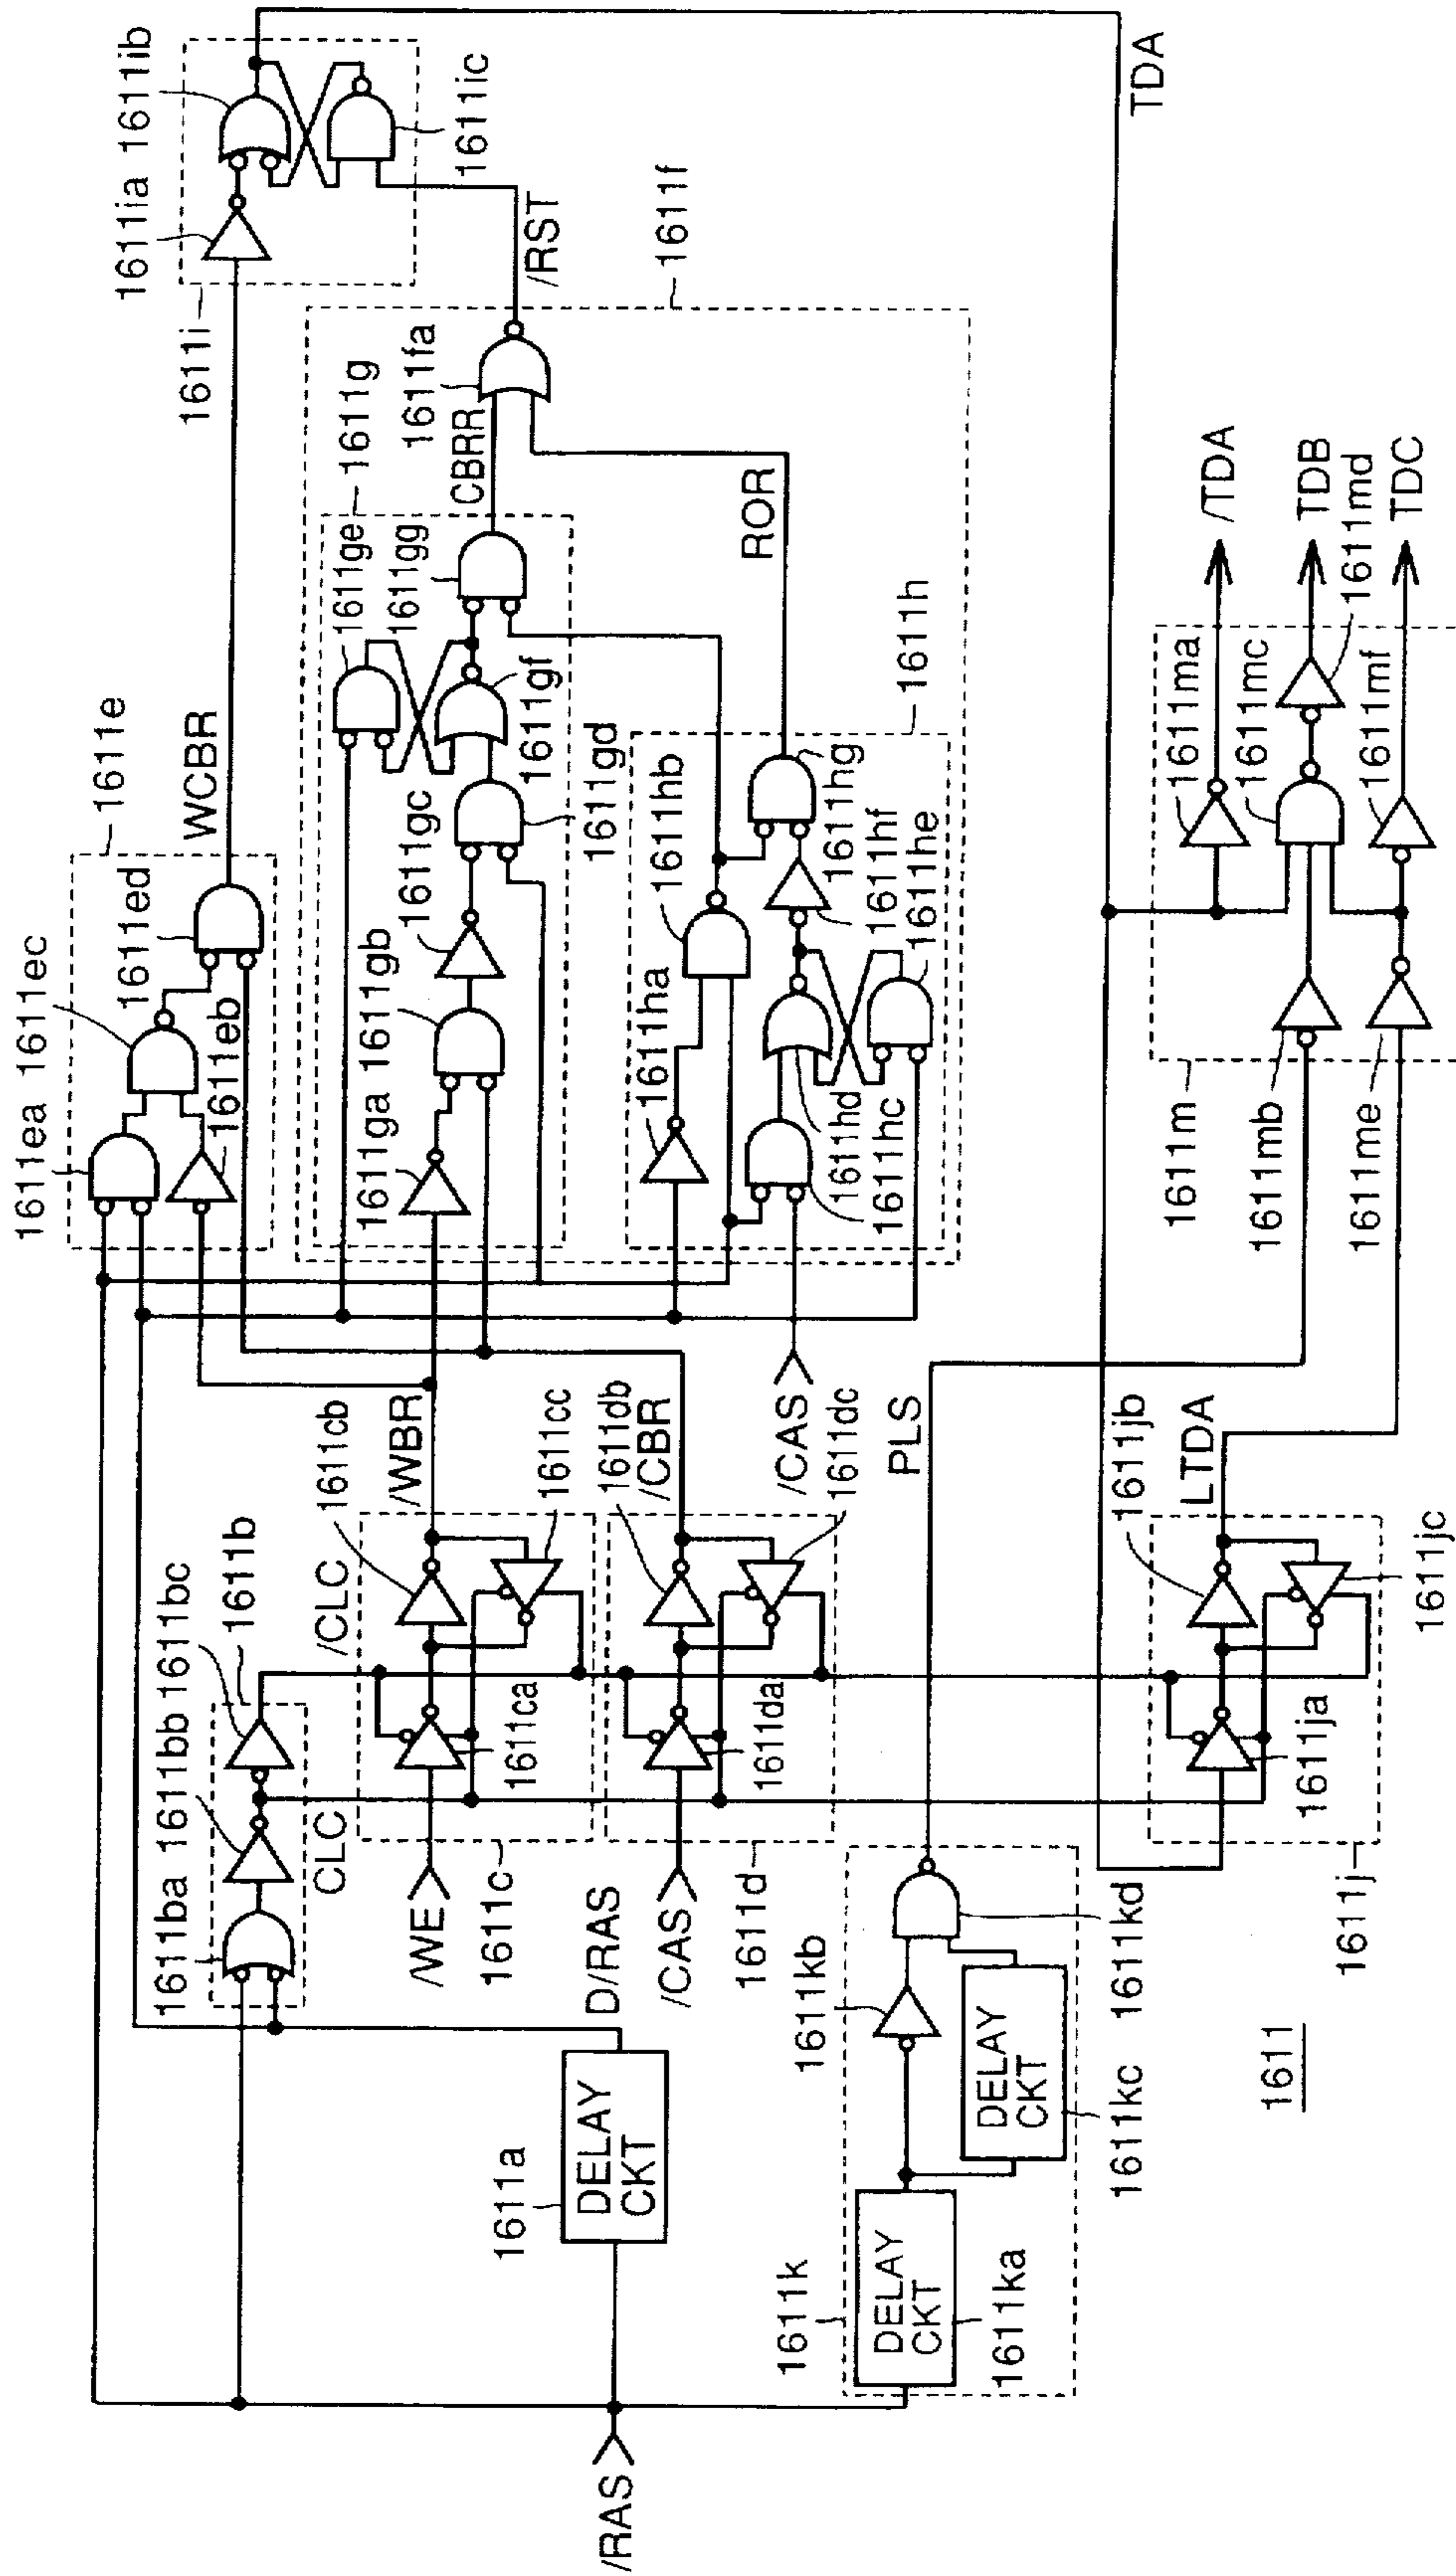 /RAS
1611a
DELAY
CKT
1611k
DELAY
CKT
1611ka
1611kb
DELAY
CKT
1611kc
1611kd
1611
1611ba
1611bb
1611bc
1611b
CLC
/CLC
/WE
1611c
1611ca
1611cb
1611cc
/WBR
D/RAS
/CAS
1611d
1611da
1611db
/CBR
1611dc
/CAS
PLS
1611j
1611ja
1611jb
1611jc
LTDA
1611ea
1611ec
1611eb
1611ed
1611e
WCBR
1611ga
1611gb
1611gc
1611gd
1611gf
1611ge
1611gg
1611g
CBRR
1611fa
1611f
/RST
1611ha
1611hb
1611hc
1611hd
1611he
1611hf
1611hg
1611h
ROR
1611i
1611ia
1611ib
1611ic
TDA
1611m
1611mb
1611me
1611ma
1611mc
1611mf
1611md
/TDA
TDB
TDC